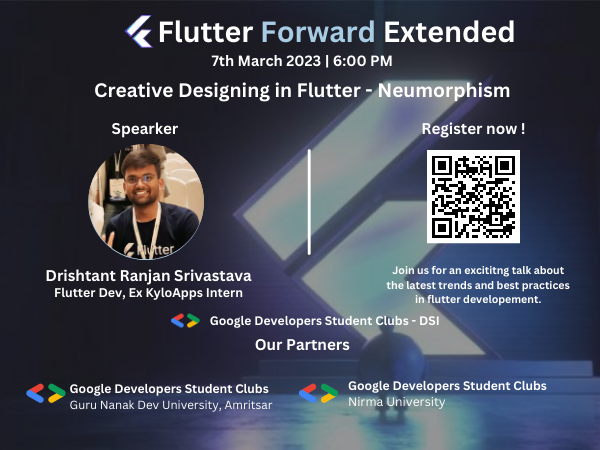 Flutter Forward Extended
7th March 2023 | 6:00 PM
Creative Designing in Flutter - Neumorphism
Spearker
Flutter
Drishtant Ranjan Srivastava
Flutter Dev, Ex KyloApps Intern
Register now !
Join us for an excititng talk about
the latest trends and best practices
in flutter developement.
Google Developers Student Clubs - DSI
Our Partners
Google Developers Student Clubs
Guru Nanak Dev University, Amritsar
Google Developers Student Clubs
Nirma University